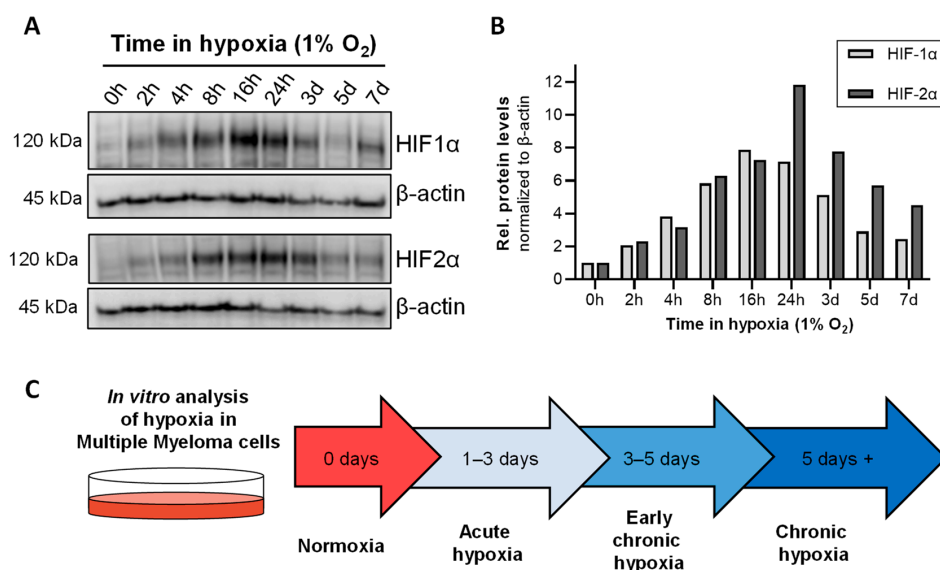 A
Time in hypoxia (1% O₂)
0h 2h 4h 8h 16h 24h 3d 5d 7d
120 kDa HIF1α
45 kDa β-actin
120 kDa HIF2α
45 kDa β-actin
B
HIF-1α
HIF-2α
Rel. protein levels
normalized to β-actin
12
10
8
6
4
2
0
0h 2h 4h 8h 16h 24h 3d 5d 7d
Time in hypoxia (1% O₂)
C
In vitro analysis
of hypoxia in
Multiple Myeloma cells
0 days 1–3 days 3–5 days 5 days +
Normoxia
Acute
hypoxia
Early
chronic
hypoxia
Chronic
hypoxia